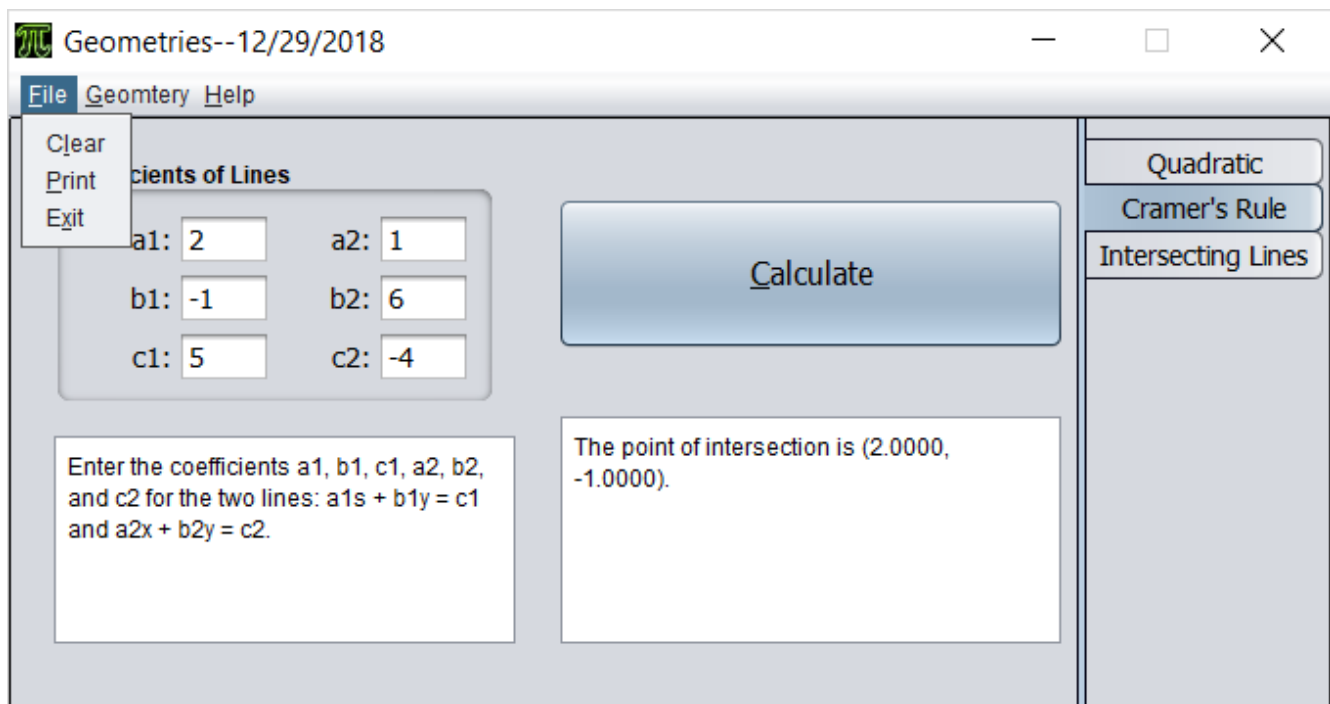 Geometries--12/29/2018
File Geomtery Help
Clear
Print
Exit
cients of Lines
a1: 2 a2: 1
b1: -1 b2: 6
c1: 5 c2: -4
Calculate
Quadratic
Cramer's Rule
Intersecting Lines
Enter the coefficients a1, b1, c1, a2, b2,
and c2 for the two lines: a1s + b1y = c1
and a2x + b2y = c2.
The point of intersection is (2.0000,
-1.0000).